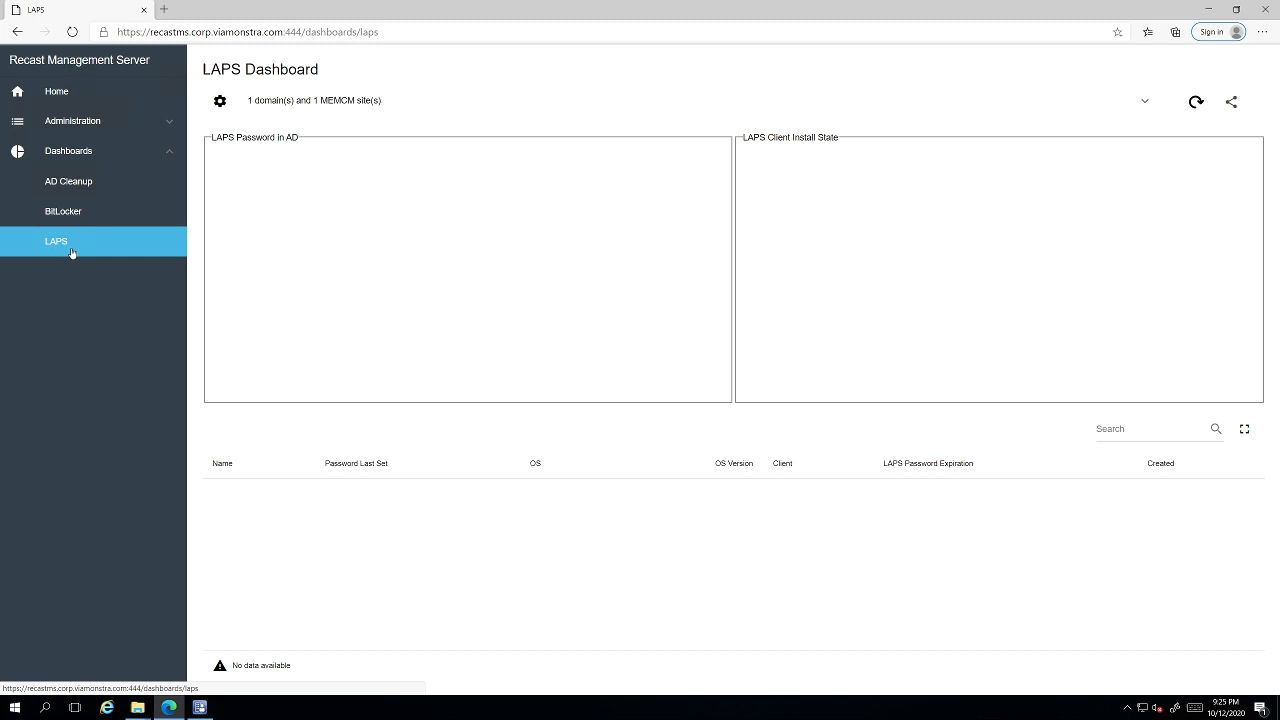 LAPS
https://recastms.corp.viamonstra.com:444/dashboards/laps
Sign in
Recast Management Server
Home
Administration
Dashboards
AD Cleanup
BitLocker
LAPS
LAPS Dashboard
1 domain(s) and 1 MEMCM site(s)
LAPS Password in AD
LAPS Client Install State
Search
Name Password Last Set OS OS Version Client LAPS Password Expiration Created
No data available
https://recastms.corp.viamonstra.com:444/dashboards/laps
9:25 PM
10/12/2020
1